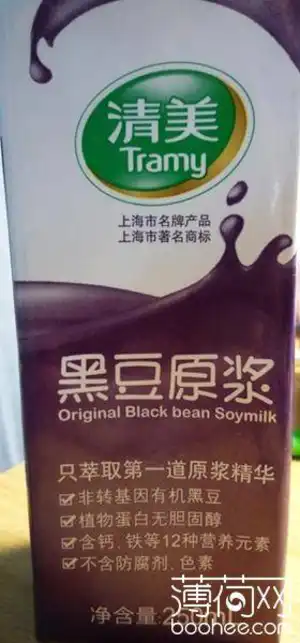 清美
Tramy
上海市名牌产品
上海市著名商标
黑豆原浆
Original Black bean Soymilk
只萃取第一道原浆精华
非转基因有机黑豆
植物蛋白无胆固醇
含钙、铁等12种营养元素
不含防腐剂、色素
净含量:250ml
薄荷
boohee.com